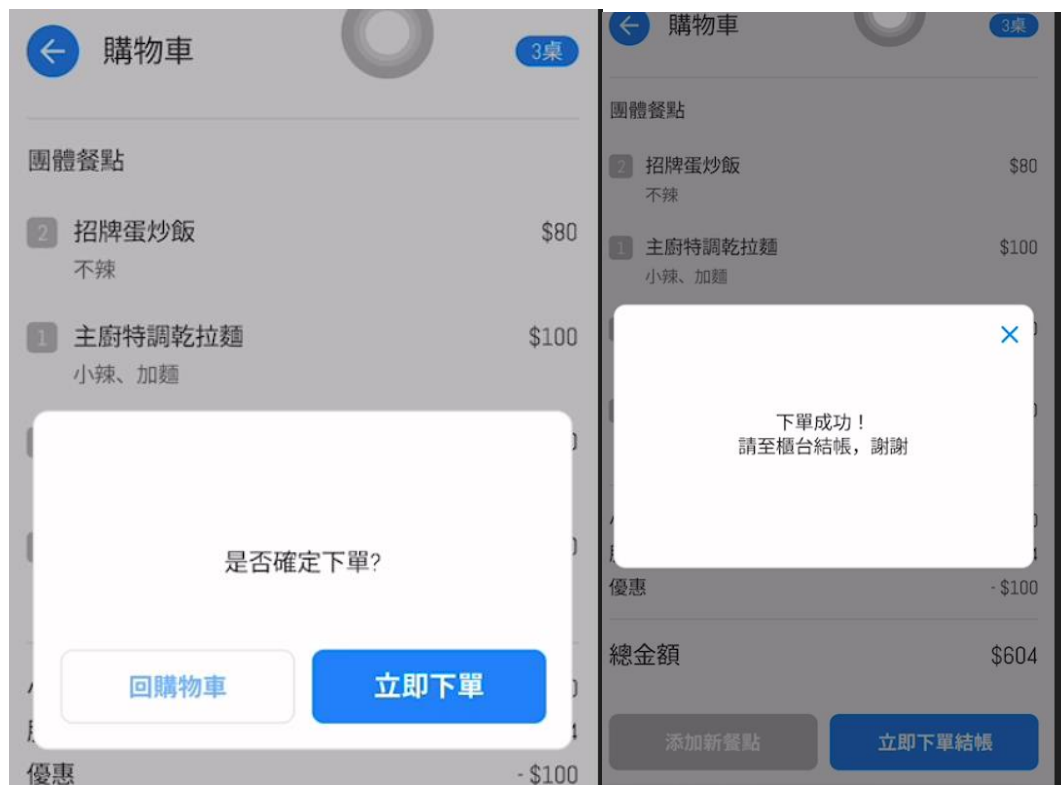 購物車
3桌
團體餐點
2 招牌蛋炒飯 $80
不辣
1 主廚特調乾拉麵 $100
小辣、加麵
是否確定下單?
回購物車
立即下單
優惠 - $100
購物車
3桌
團體餐點
2 招牌蛋炒飯 $80
不辣
1 主廚特調乾拉麵 $100
小辣、加麵
下單成功！
請至櫃台結帳，謝謝
優惠 - $100
總金額 $604
添加新餐點
立即下單結帳